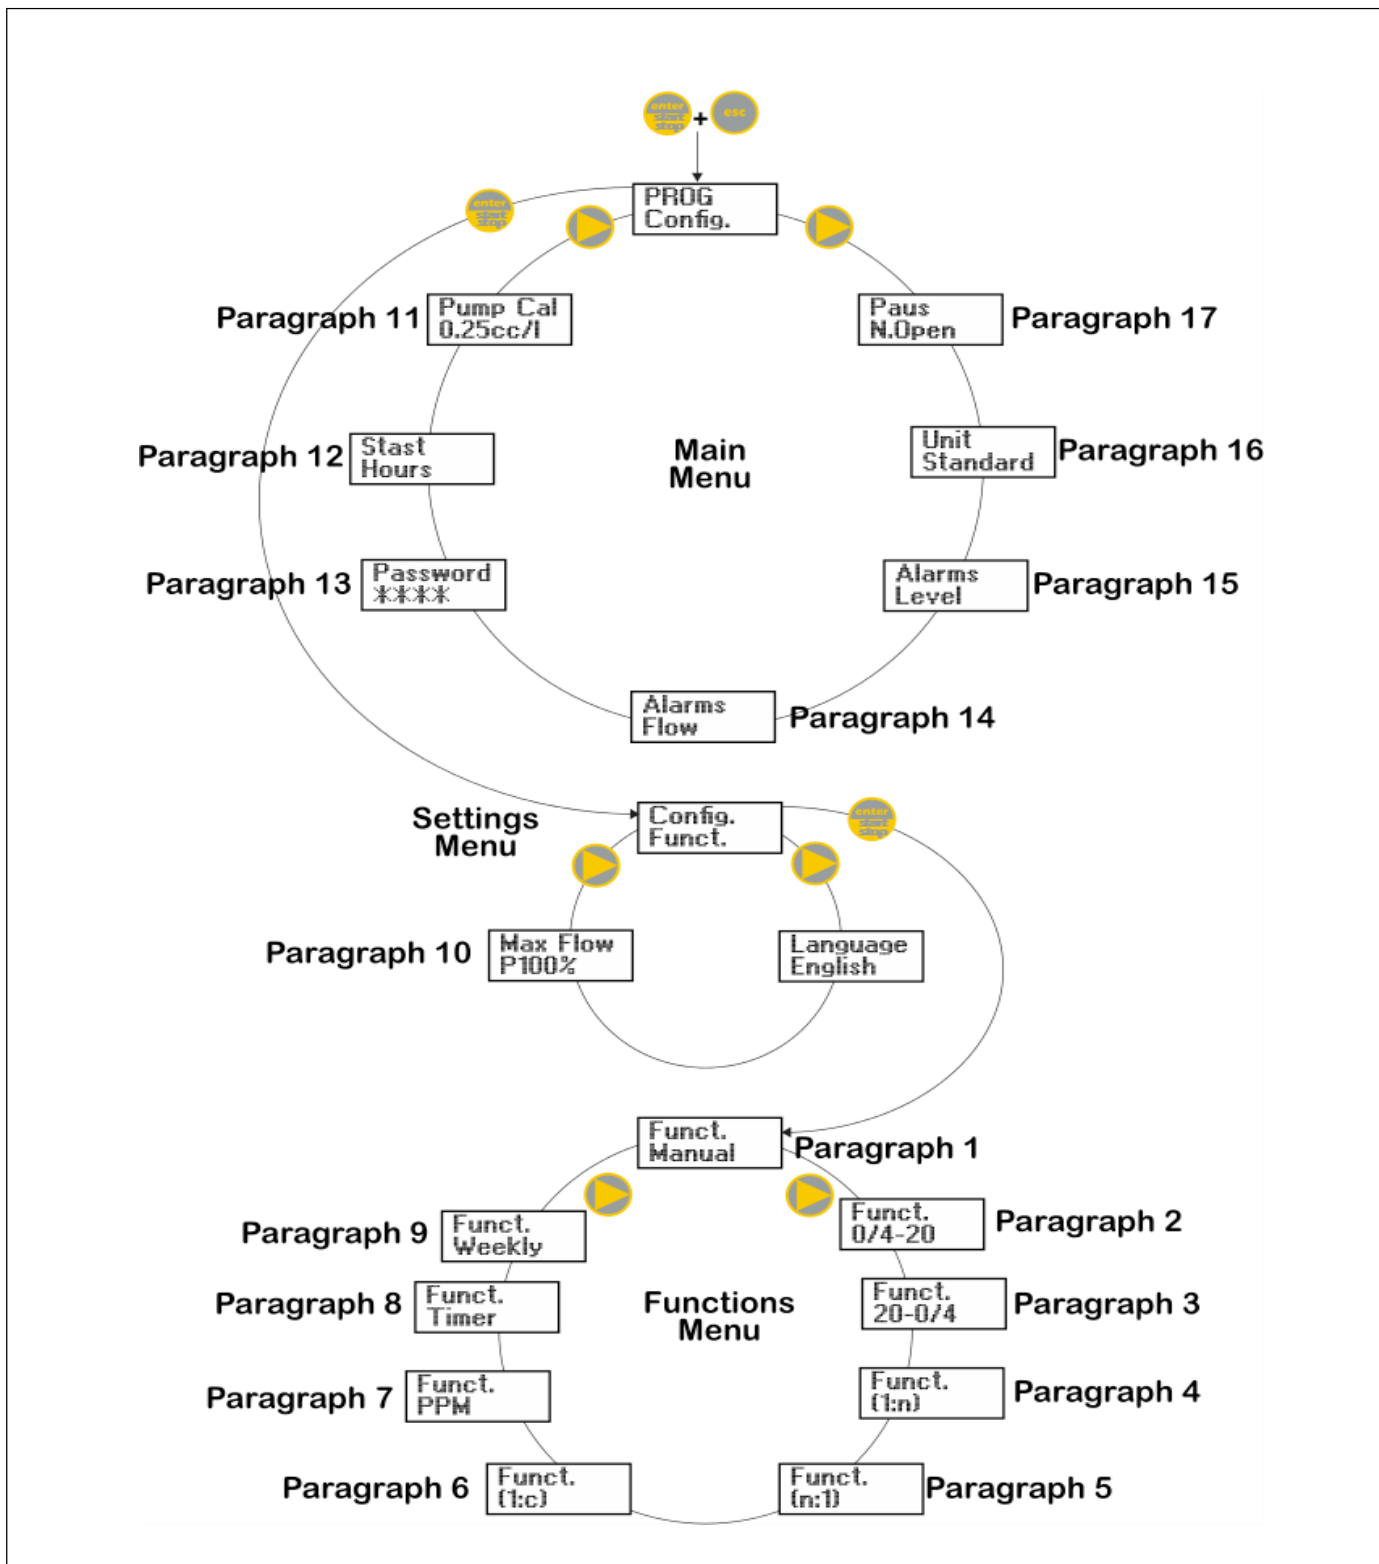 enter
start
stop
+
esc
PROG
Config.
enter
start
stop
Paragraph 11
Pump Cal
0.25cc/l
Paus
N.Open
Paragraph 17
Paragraph 12
Stast
Hours
Main
Menu
Unit
Standard
Paragraph 16
Paragraph 13
Password
****
Alarms
Level
Paragraph 15
Alarms
Flow
Paragraph 14
Settings
Menu
Config.
Funct.
enter
start
stop
Paragraph 10
Max Flow
P100%
Language
English
Funct.
Manual
Paragraph 1
Paragraph 9
Funct.
Weekly
Funct.
0/4-20
Paragraph 2
Paragraph 8
Funct.
Timer
Functions
Menu
Funct.
20-0/4
Paragraph 3
Paragraph 7
Funct.
PPM
Funct.
(1:n)
Paragraph 4
Paragraph 6
Funct.
(1:c)
Funct.
(n:1)
Paragraph 5